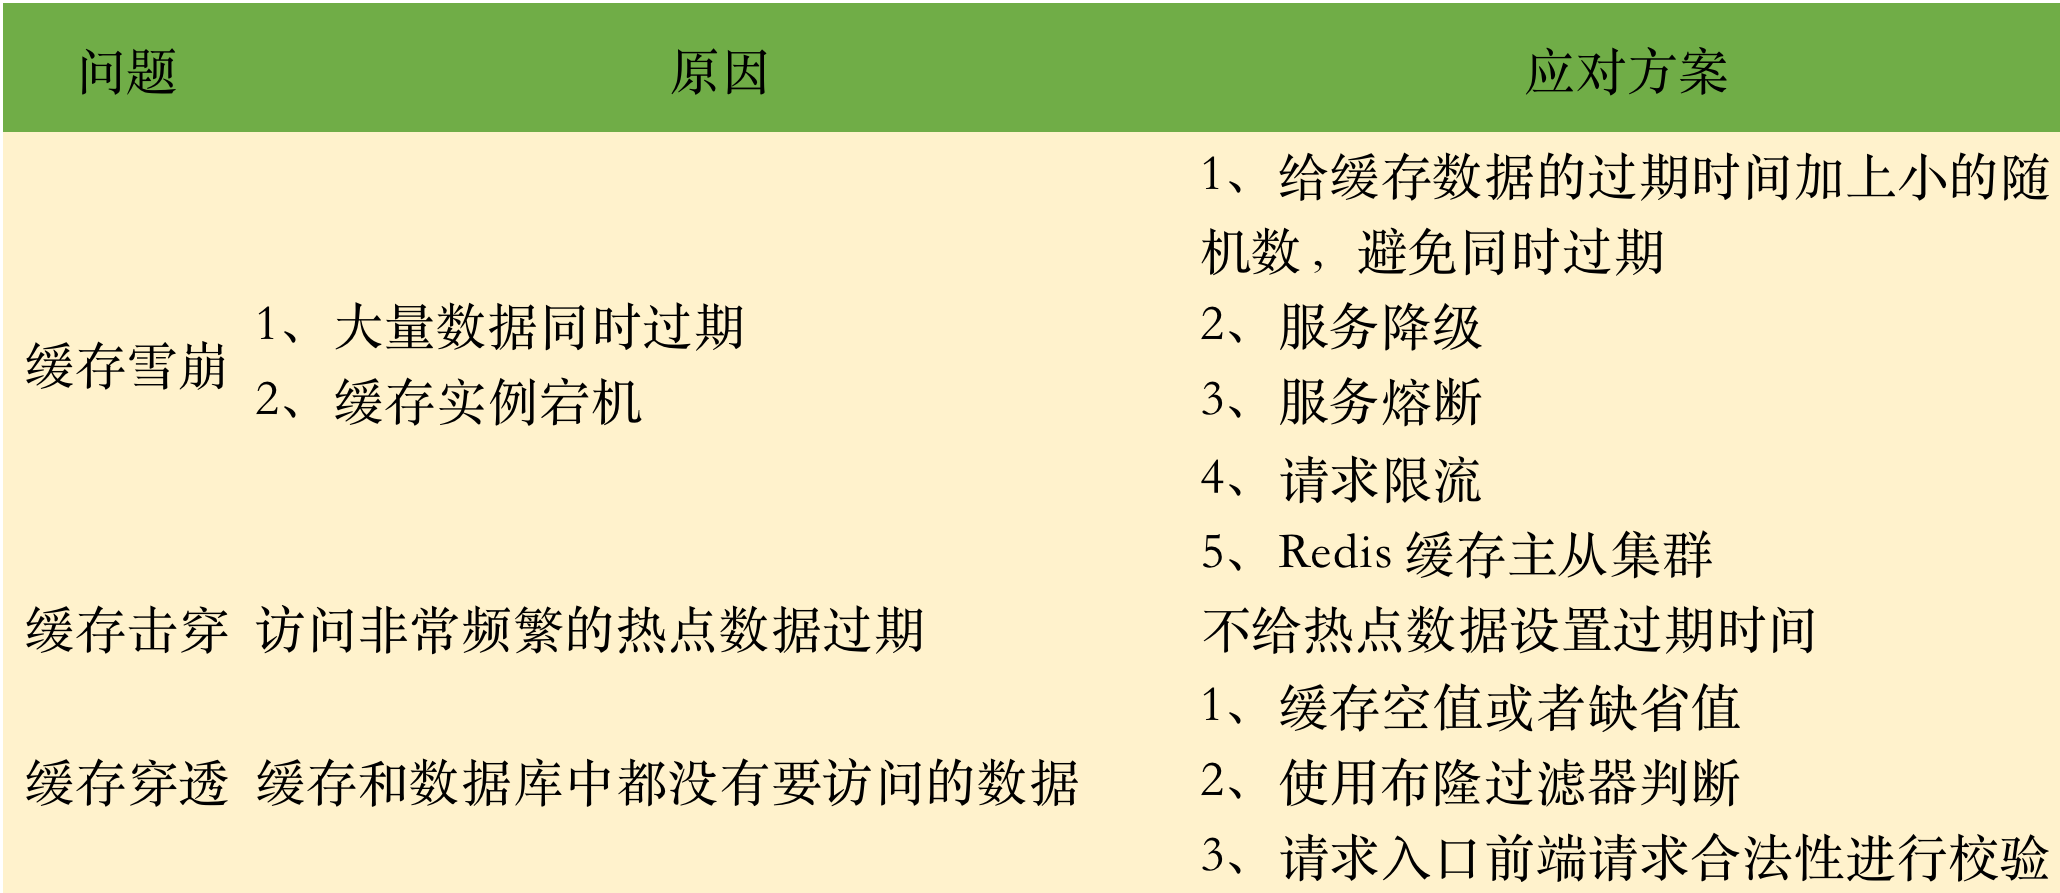 问题 原因 应对方案
缓存雪崩
1、大量数据同时过期
2、缓存实例宕机
1、给缓存数据的过期时间加上小的随
机数，避免同时过期
2、服务降级
3、服务熔断
4、请求限流
5、Redis 缓存主从集群
缓存击穿 访问非常频繁的热点数据过期 不给热点数据设置过期时间
缓存穿透 缓存和数据库中都没有要访问的数据
1、缓存空值或者缺省值
2、使用布隆过滤器判断
3、请求入口前端请求合法性进行校验